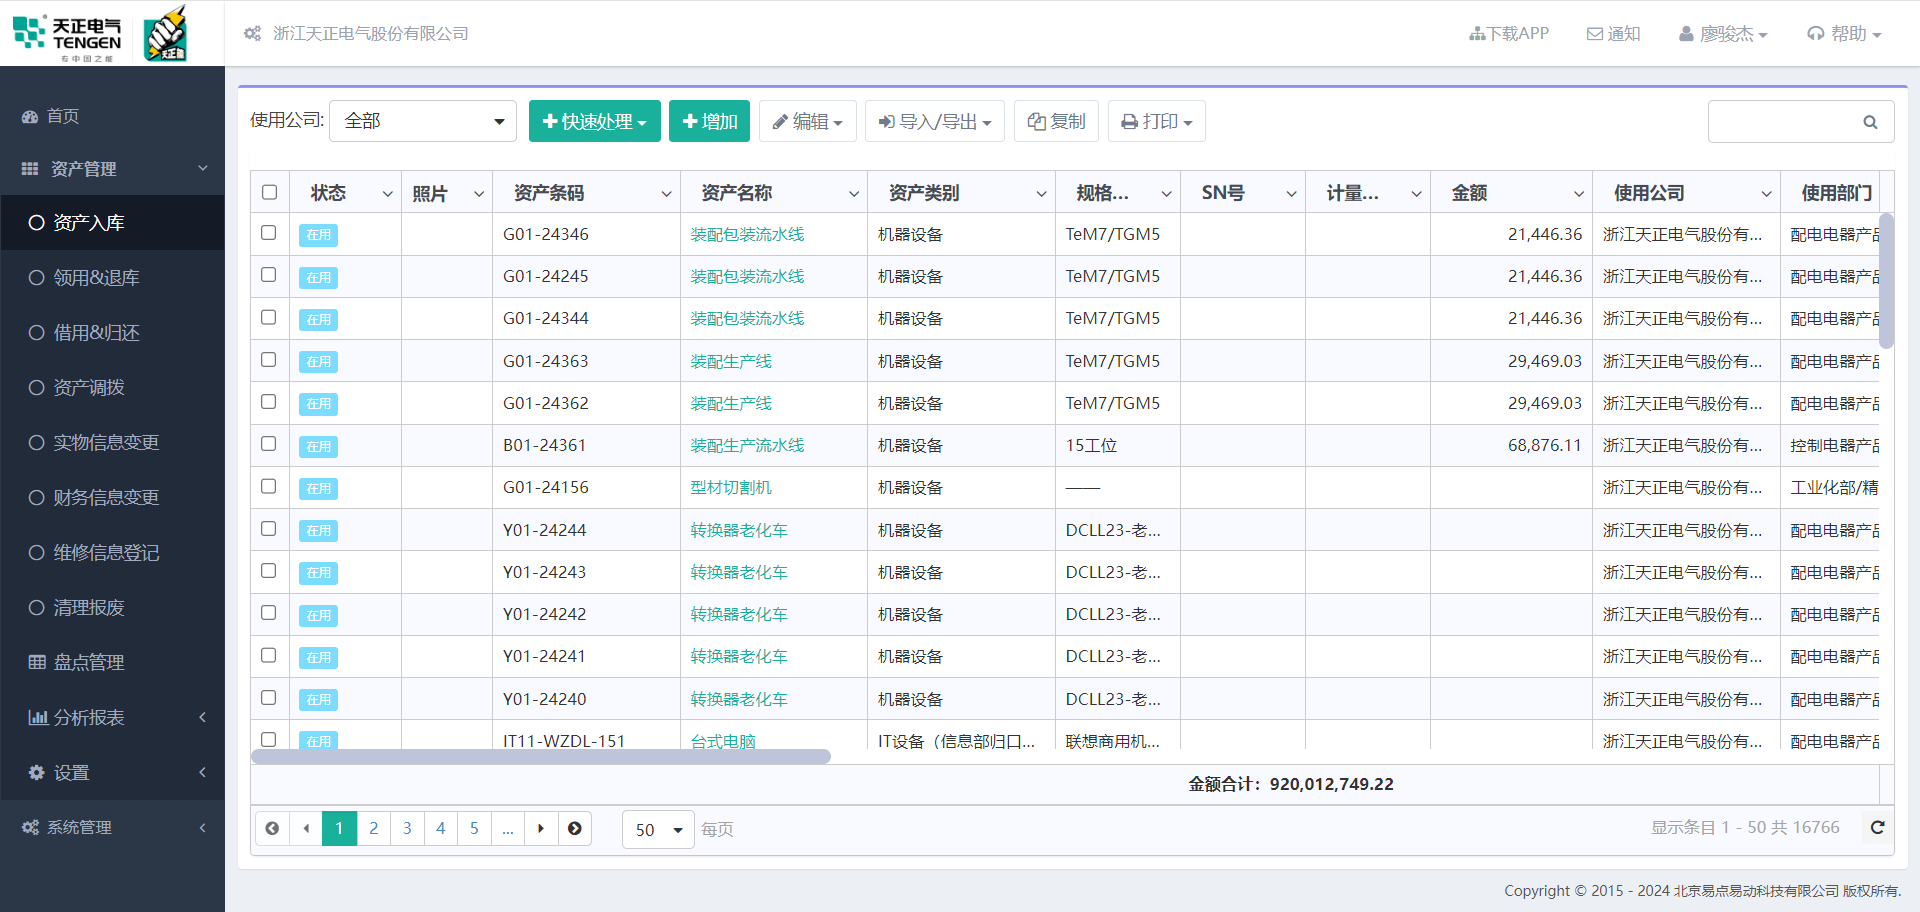 天正电气
TENGEN
专中国之能
天正強
浙江天正电气股份有限公司
下载APP
通知
廖骏杰
帮助
首页
资产管理
资产入库
领用&退库
借用&归还
资产调拨
实物信息变更
财务信息变更
维修信息登记
清理报废
盘点管理
分析报表
设置
系统管理
使用公司: 全部 快速处理 增加 编辑 导入/导出 复制 打印
状态 照片 资产条码 资产名称 资产类别 规格... SN号 计量... 金额 使用公司 使用部门
在用 G01-24346 装配包装流水线 机器设备 TeM7/TGM5 21,446.36 浙江天正电气股份有... 配电电器产品
在用 G01-24245 装配包装流水线 机器设备 TeM7/TGM5 21,446.36 浙江天正电气股份有... 配电电器产品
在用 G01-24344 装配包装流水线 机器设备 TeM7/TGM5 21,446.36 浙江天正电气股份有... 配电电器产品
在用 G01-24363 装配生产线 机器设备 TeM7/TGM5 29,469.03 浙江天正电气股份有... 配电电器产品
在用 G01-24362 装配生产线 机器设备 TeM7/TGM5 29,469.03 浙江天正电气股份有... 配电电器产品
在用 B01-24361 装配生产流水线 机器设备 15工位 68,876.11 浙江天正电气股份有... 控制电器产品
在用 G01-24156 型材切割机 机器设备 —— 浙江天正电气股份有... 工业化部/精
在用 Y01-24244 转换器老化车 机器设备 DCLL23-老... 浙江天正电气股份有... 配电电器产品
在用 Y01-24243 转换器老化车 机器设备 DCLL23-老... 浙江天正电气股份有... 配电电器产品
在用 Y01-24242 转换器老化车 机器设备 DCLL23-老... 浙江天正电气股份有... 配电电器产品
在用 Y01-24241 转换器老化车 机器设备 DCLL23-老... 浙江天正电气股份有... 配电电器产品
在用 Y01-24240 转换器老化车 机器设备 DCLL23-老... 浙江天正电气股份有... 配电电器产品
在用 IT11-WZDL-151 台式电脑 IT设备（信息部归口... 联想商用机... 浙江天正电气股份有... 配电电器产品
金额合计：920,012,749.22
1 2 3 4 5 ... 50 每页
显示条目 1 - 50 共 16766
Copyright © 2015 - 2024 北京易点易动科技有限公司 版权所有.